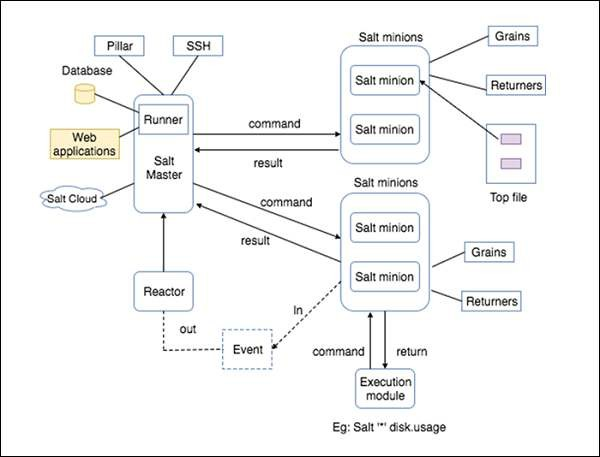 Pillar
SSH
Database
Runner
Web
applications
Salt
Master
Salt Cloud
command
result
command
result
Salt minions
Salt minion
Salt minion
Grains
Returners
Top file
Salt minions
Salt minion
Salt minion
Grains
Returners
Reactor
out
Event
In
command
return
Execution
module
Eg: Salt '*' disk.usage